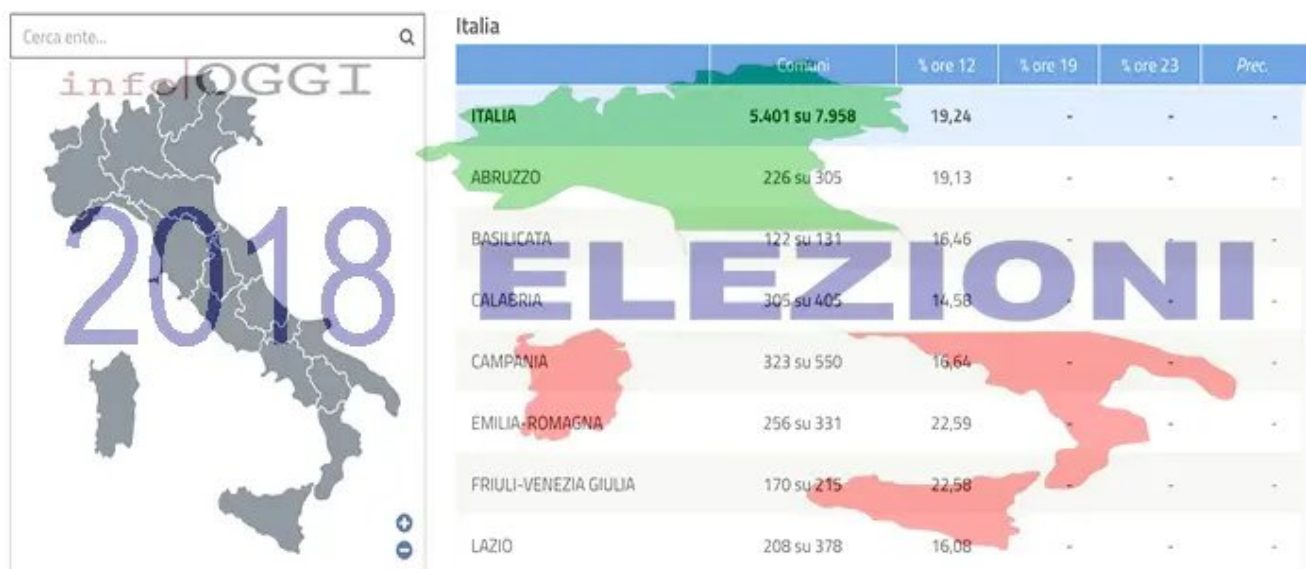 Cerca ente...
info|OGGI
2018
Italia
Comuni % ore 12 % ore 19 % ore 23 Prec.
ITALIA 5.401 su 7.958 19,24 - - -
ABRUZZO 226 su 305 19,13 - - -
BASILICATA 122 su 131 16,46 - - -
ELEZIONI
CALABRIA 305 su 405 14,58 - - -
CAMPANIA 323 su 550 16,64 - - -
EMILIA-ROMAGNA 256 su 331 22,59 - - -
FRIULI-VENEZIA GIULIA 170 su 215 22,58 - - -
LAZIO 208 su 378 16,08 - - -